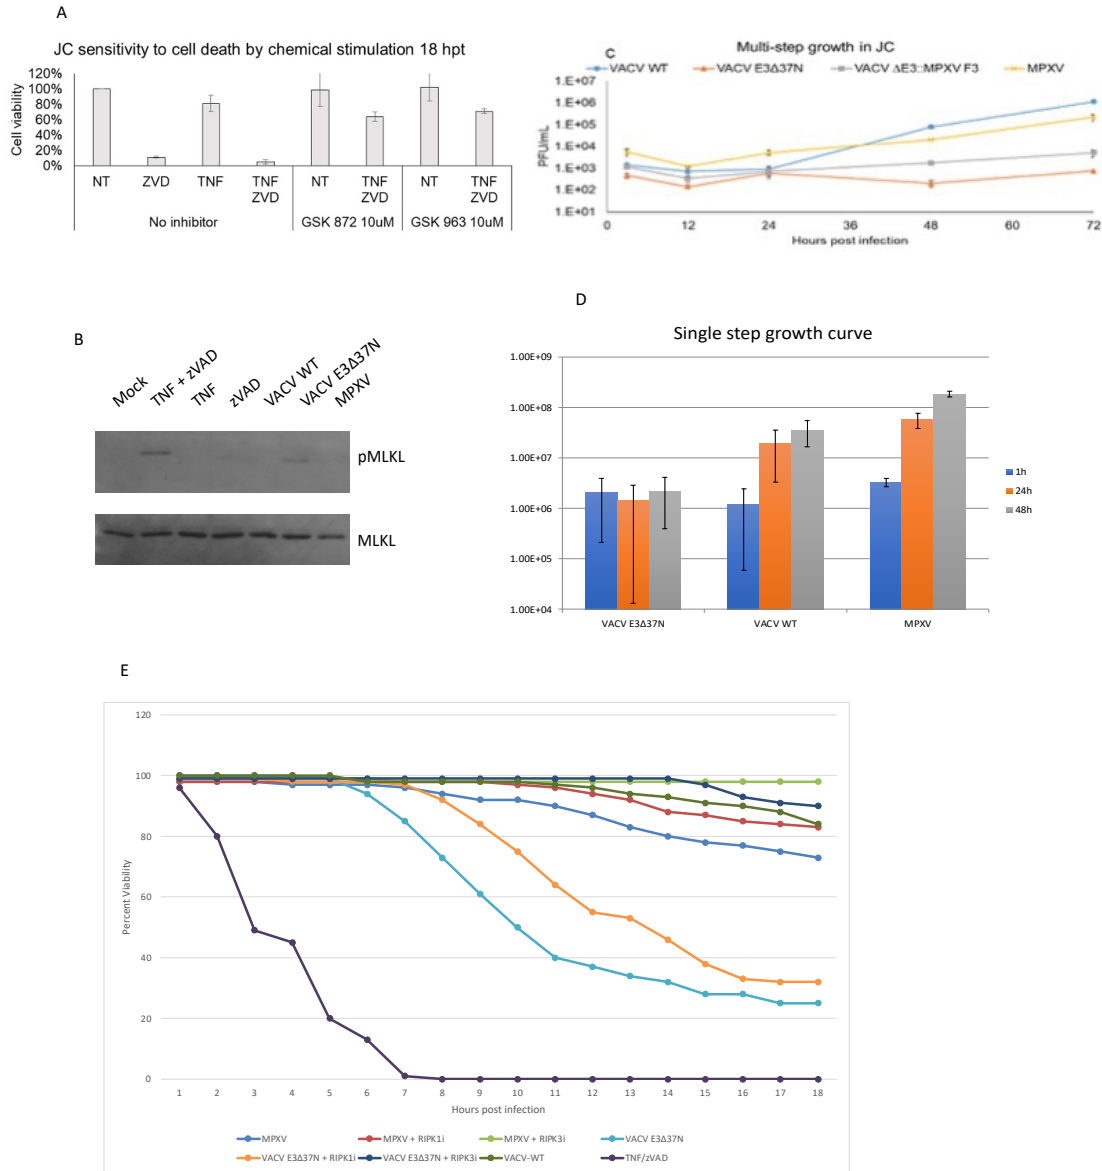 A
JC sensitivity to cell death by chemical stimulation 18 hpt
Cell viability
120%
100%
80%
60%
40%
20%
0%
NT ZVD TNF TNF ZVD NT TNF ZVD NT TNF ZVD
No inhibitor GSK 872 10uM GSK 963 10uM
C
Multi-step growth in JC
VACV WT VACV E3Δ37N VACV ΔE3::MPXV F3 MPXV
PFU/mL
1.E+07
1.E+06
1.E+05
1.E+04
1.E+03
1.E+02
1.E+01
0 12 24 36 48 60 72
Hours post infection
B
Mock TNF + zVAD TNF zVAD VACV WT VACV E3Δ37N MPXV
pMLKL
MLKL
D
Single step growth curve
1.00E+09
1.00E+08
1.00E+07
1.00E+06
1.00E+05
1.00E+04
VACV E3Δ37N VACV WT MPXV
1h
24h
48h
E
Percent Viability
120
100
80
60
40
20
0
1 2 3 4 5 6 7 8 9 10 11 12 13 14 15 16 17 18
Hours post infection
MPXV MPXV + RIPK1i MPXV + RIPK3i VACV E3Δ37N
VACV E3Δ37N + RIPK1i VACV E3Δ37N + RIPK3i VACV-WT TNF/zVAD